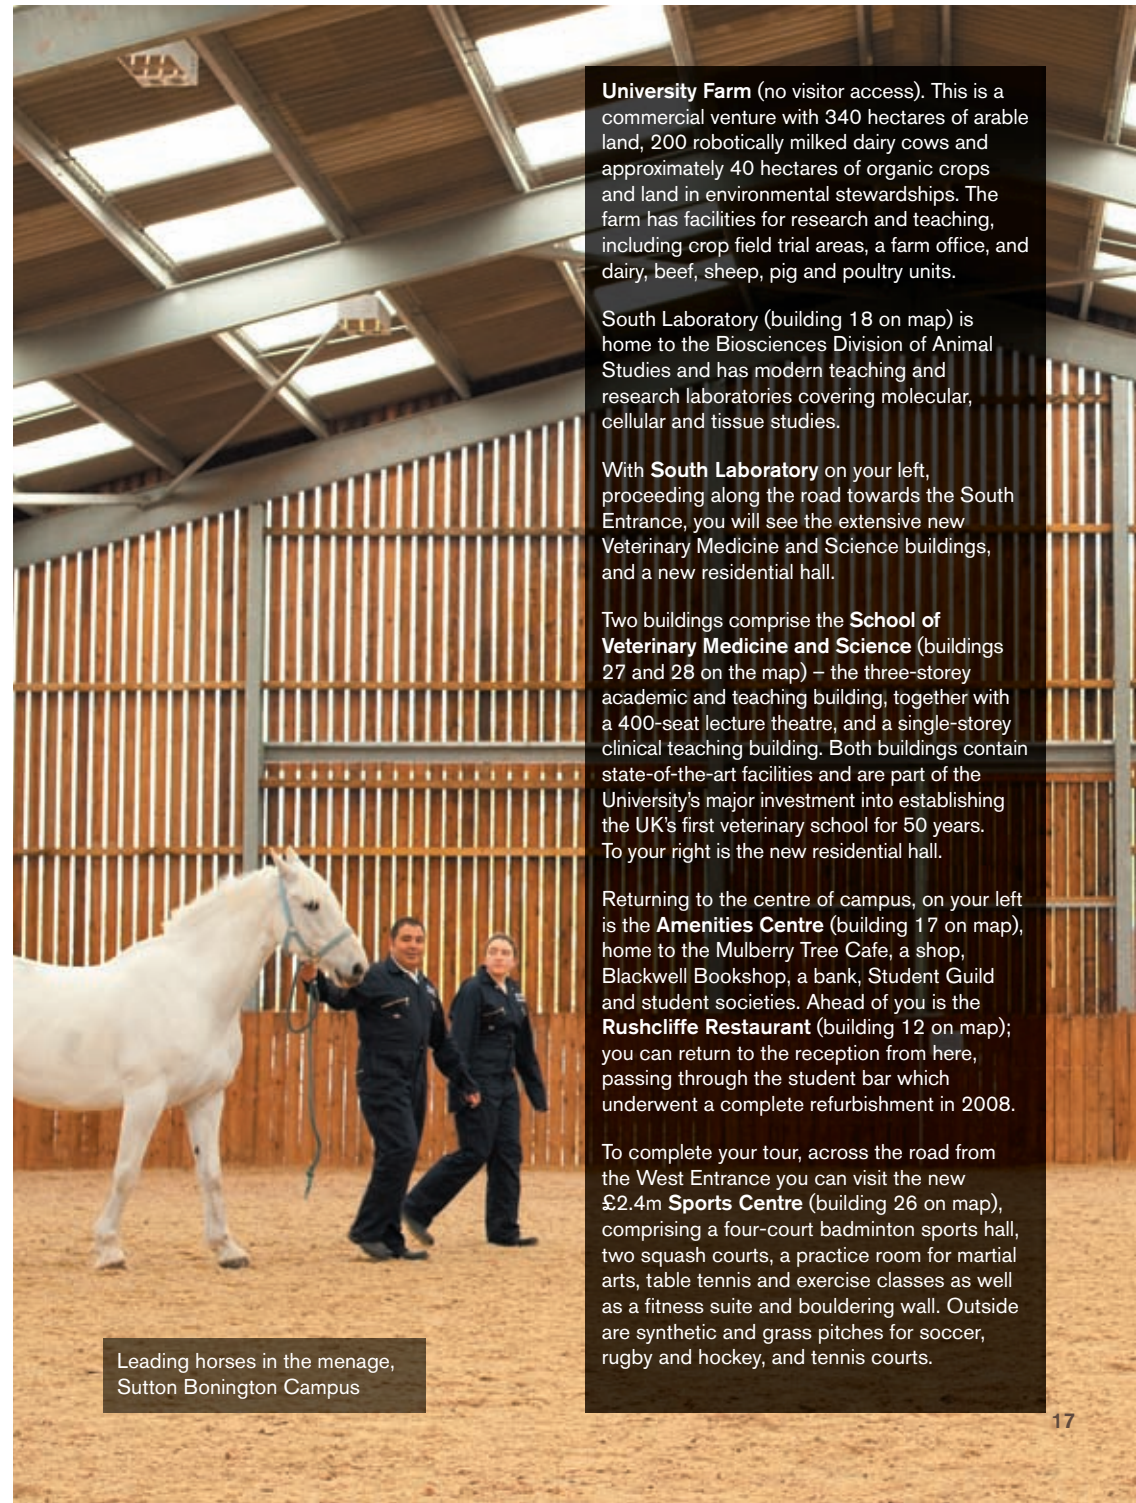 University Farm (no visitor access). This is a
commercial venture with 340 hectares of arable
land, 200 robotically milked dairy cows and
approximately 40 hectares of organic crops
and land in environmental stewardships. The
farm has facilities for research and teaching,
including crop field trial areas, a farm office, and
dairy, beef, sheep, pig and poultry units.
South Laboratory (building 18 on map) is
home to the Biosciences Division of Animal
Studies and has modern teaching and
research laboratories covering molecular,
cellular and tissue studies.
With South Laboratory on your left,
proceeding along the road towards the South
Entrance, you will see the extensive new
Veterinary Medicine and Science buildings,
and a new residential hall.
Two buildings comprise the School of
Veterinary Medicine and Science (buildings
27 and 28 on the map) – the three-storey
academic and teaching building, together with
a 400-seat lecture theatre, and a single-storey
clinical teaching building. Both buildings contain
state-of-the-art facilities and are part of the
University's major investment into establishing
the UK's first veterinary school for 50 years.
To your right is the new residential hall.
Returning to the centre of campus, on your left
is the Amenities Centre (building 17 on map),
home to the Mulberry Tree Cafe, a shop,
Blackwell Bookshop, a bank, Student Guild
and student societies. Ahead of you is the
Rushcliffe Restaurant (building 12 on map);
you can return to the reception from here,
passing through the student bar which
underwent a complete refurbishment in 2008.
To complete your tour, across the road from
the West Entrance you can visit the new
£2.4m Sports Centre (building 26 on map),
comprising a four-court badminton sports hall,
two squash courts, a practice room for martial
arts, table tennis and exercise classes as well
as a fitness suite and bouldering wall. Outside
are synthetic and grass pitches for soccer,
rugby and hockey, and tennis courts.
Leading horses in the menage,
Sutton Bonington Campus
17